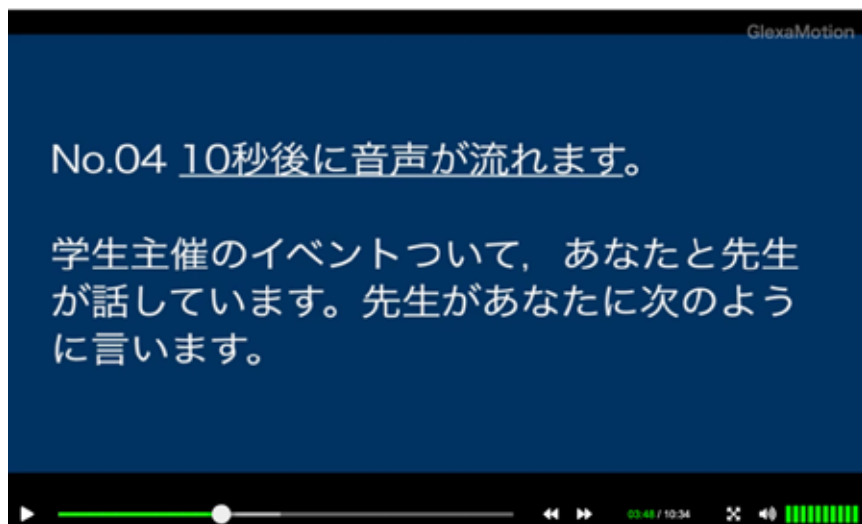 GlexaMotion
No.04 10秒後に音声が流れます。
学生主催のイベントついて，あなたと先生
が話しています。先生があなたに次のよう
に言います。
03:48 / 10:34